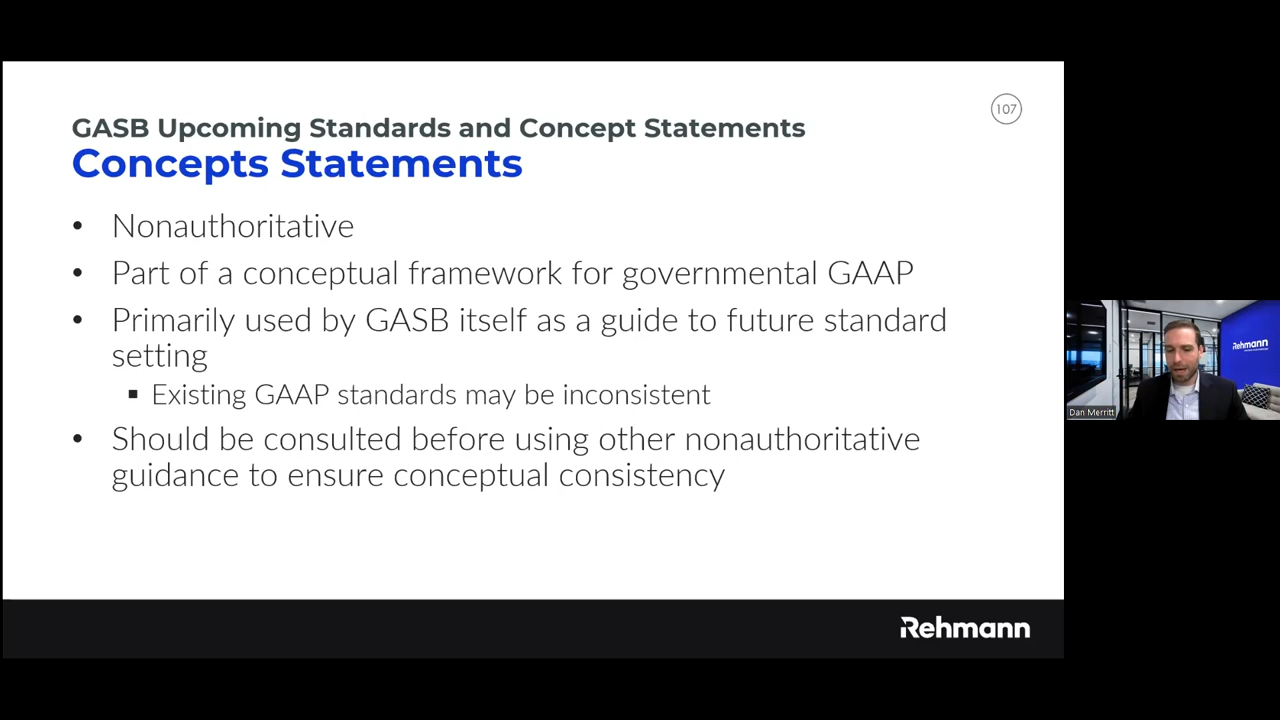 107
GASB Upcoming Standards and Concept Statements
Concepts Statements
• Nonauthoritative
• Part of a conceptual framework for governmental GAAP
• Primarily used by GASB itself as a guide to future standard
setting
▪ Existing GAAP standards may be inconsistent
• Should be consulted before using other nonauthoritative
guidance to ensure conceptual consistency
Rehmann
Rehmann
Dan Merritt